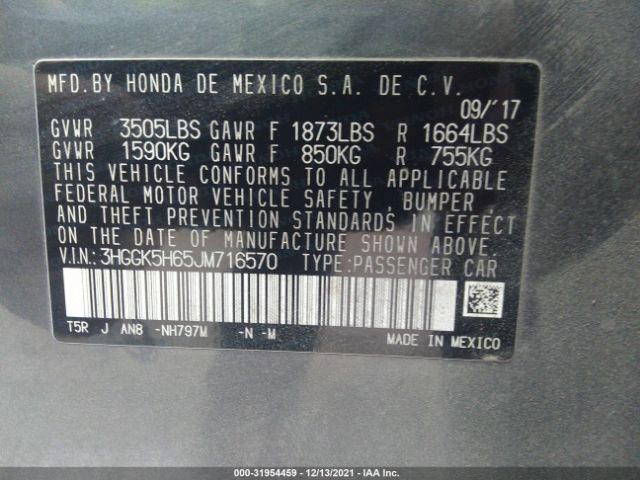 MFD.BY HONDA DE MEXICO S.A. DE C.V.
09/'17
GVWR 3505LBS GAWR F 1873LBS R 1664LBS
GVWR 1590KG GAWR F 850KG R 755KG
THIS VEHICLE CONFORMS TO ALL APPLICABLE
FEDERAL MOTOR VEHICLE SAFETY , BUMPER ,
AND THEFT PREVENTION STANDARDS IN EFFECT
ON THE DATE OF MANUFACTURE SHOWN ABOVE.
V.I.N.: 3HGGK5H65JM716570 TYPE:PASSENGER CAR
T5R J AN8 -NH797M -N -M
MADE IN MEXICO
000-31954459 - 12/13/2021 - IAA Inc.